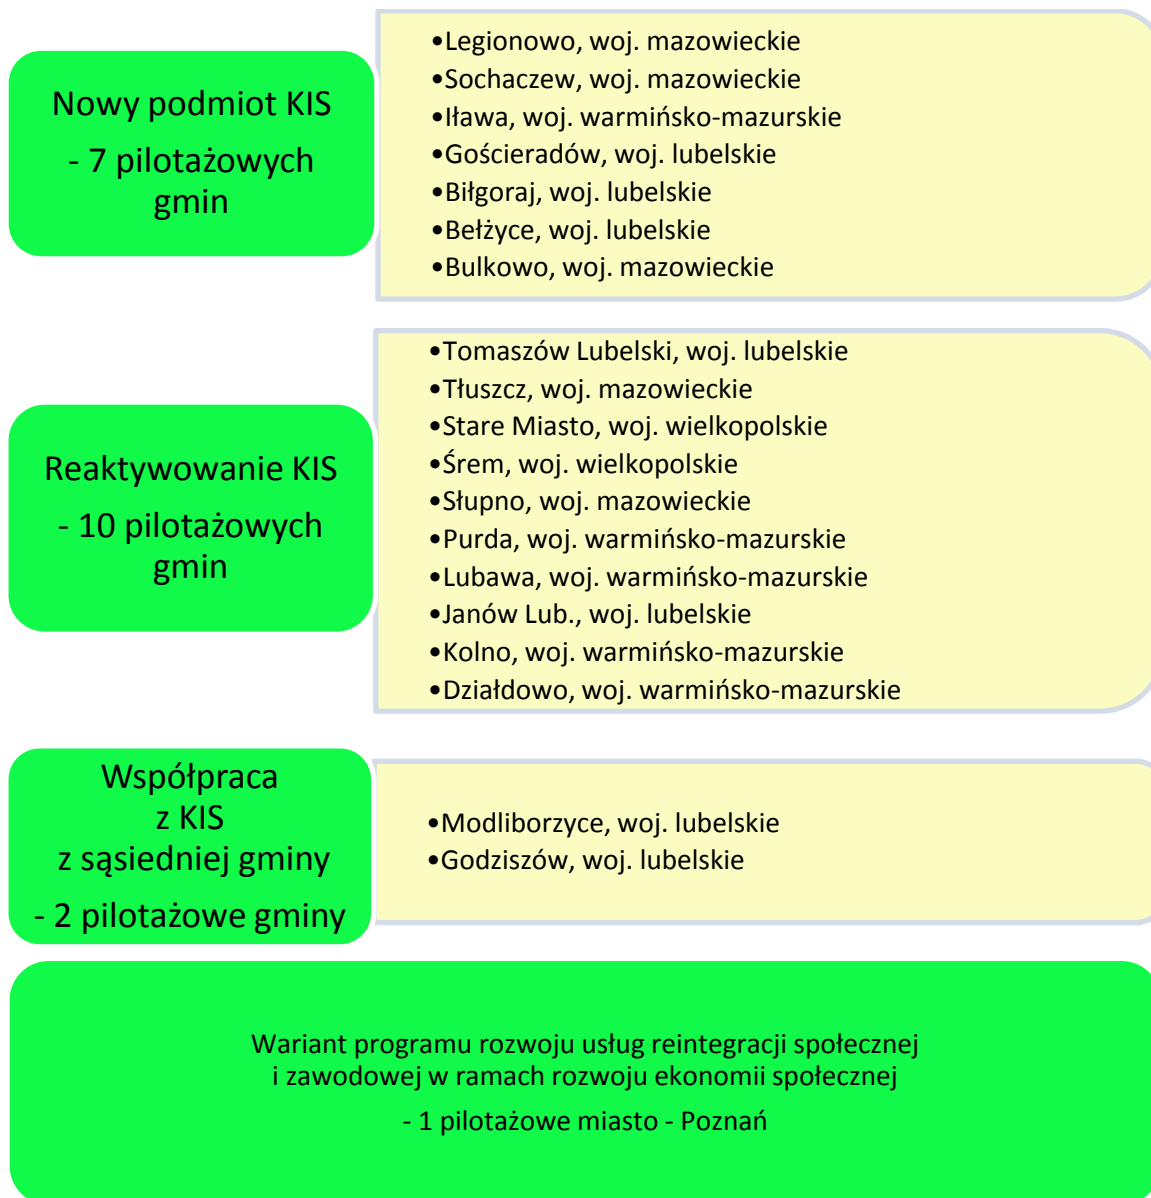 Nowy podmiot KIS
- 7 pilotażowych
gmin
•Legionowo, woj. mazowieckie
•Sochaczew, woj. mazowieckie
•Iława, woj. warmińsko-mazurskie
•Gościeradów, woj. lubelskie
•Biłgoraj, woj. lubelskie
•Bełżyce, woj. lubelskie
•Bulkowo, woj. mazowieckie
Reaktywowanie KIS
- 10 pilotażowych
gmin
•Tomaszów Lubelski, woj. lubelskie
•Tłuszcz, woj. mazowieckie
•Stare Miasto, woj. wielkopolskie
•Śrem, woj. wielkopolskie
•Słupno, woj. mazowieckie
•Purda, woj. warmińsko-mazurskie
•Lubawa, woj. warmińsko-mazurskie
•Janów Lub., woj. lubelskie
•Kolno, woj. warmińsko-mazurskie
•Działdowo, woj. warmińsko-mazurskie
Współpraca
z KIS
z sąsiedniej gminy
- 2 pilotażowe gminy
•Modliborzyce, woj. lubelskie
•Godziszów, woj. lubelskie
Wariant programu rozwoju usług reintegracji społecznej
i zawodowej w ramach rozwoju ekonomii społecznej
- 1 pilotażowe miasto - Poznań